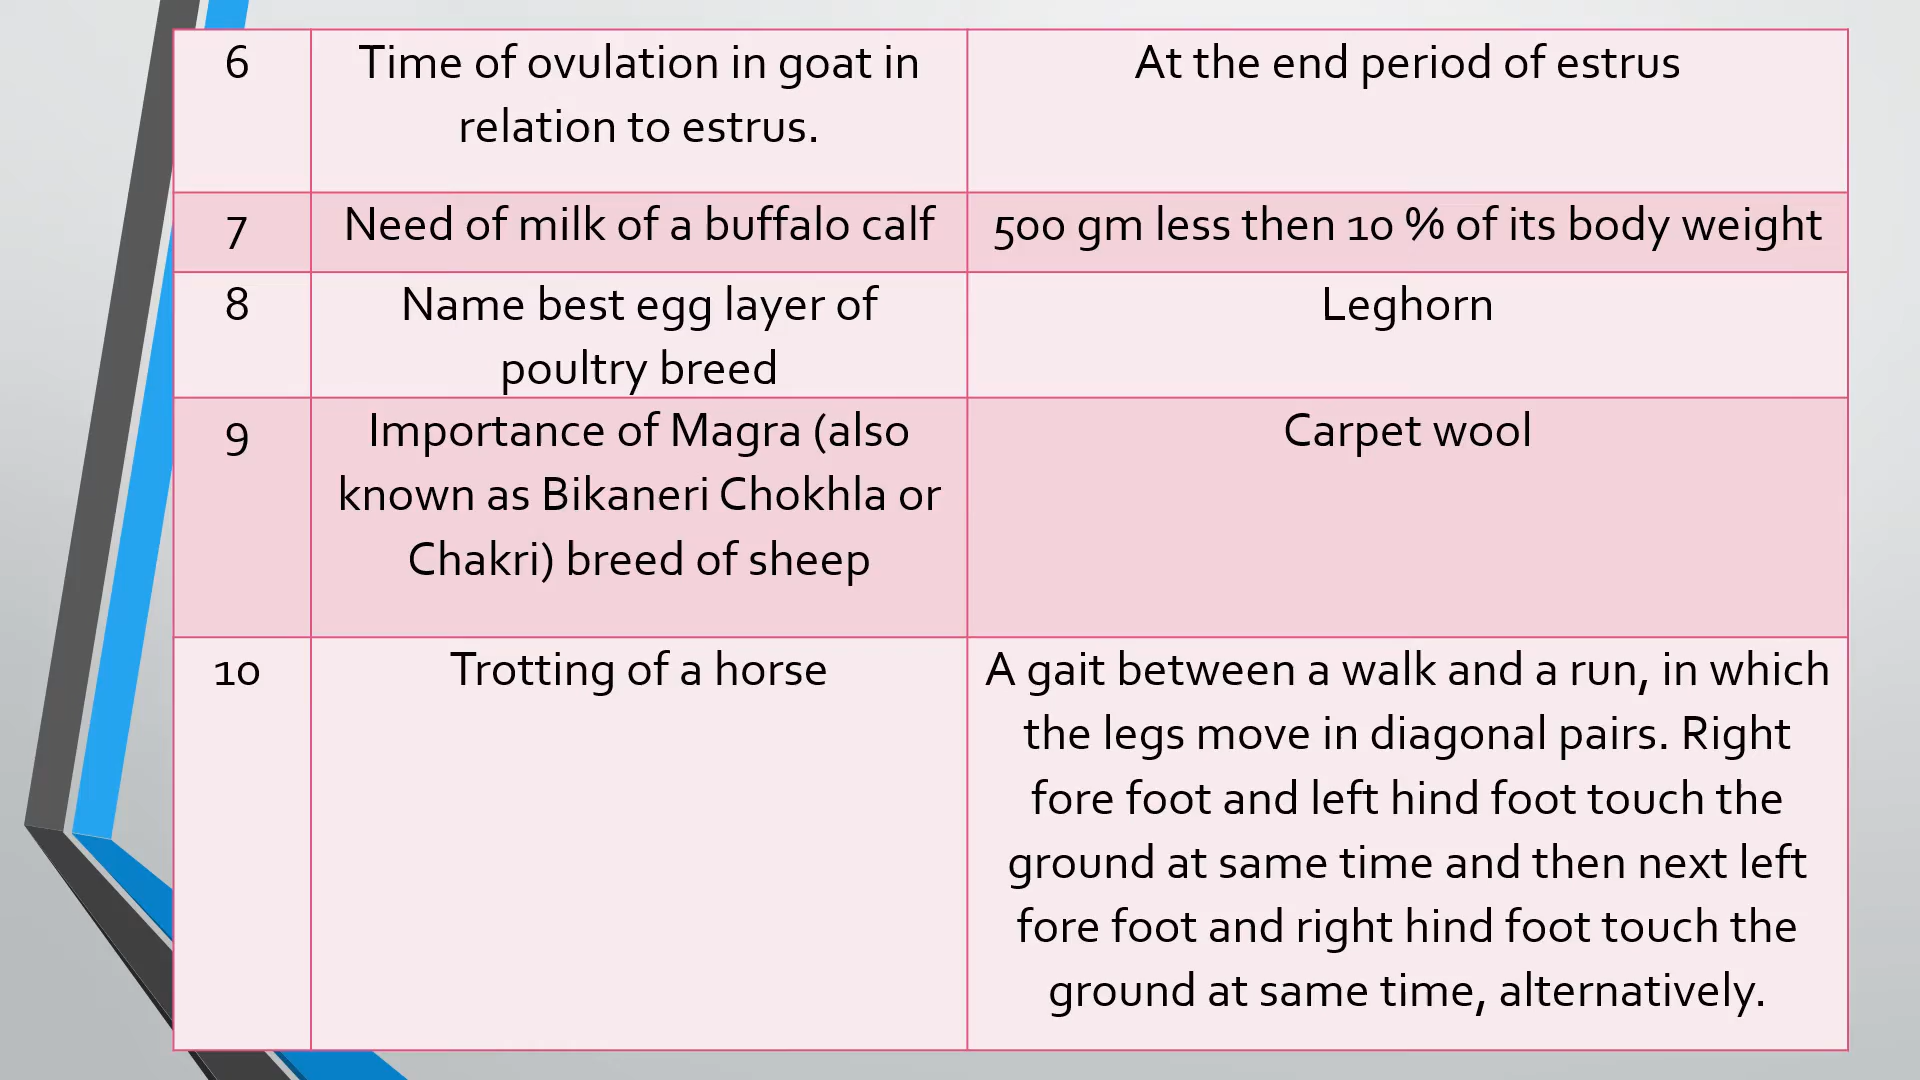 6
Time of ovulation in goat in
relation to estrus.
At the end period of estrus
7
Need of milk of a buffalo calf
500 gm less then 10 % of its body weight
8
Name best egg layer of
poultry breed
Leghorn
9
Importance of Magra (also
known as Bikaneri Chokhla or
Chakri) breed of sheep
Carpet wool
10
Trotting of a horse
A gait between a walk and a run, in which
the legs move in diagonal pairs. Right
fore foot and left hind foot touch the
ground at same time and then next left
fore foot and right hind foot touch the
ground at same time, alternatively.